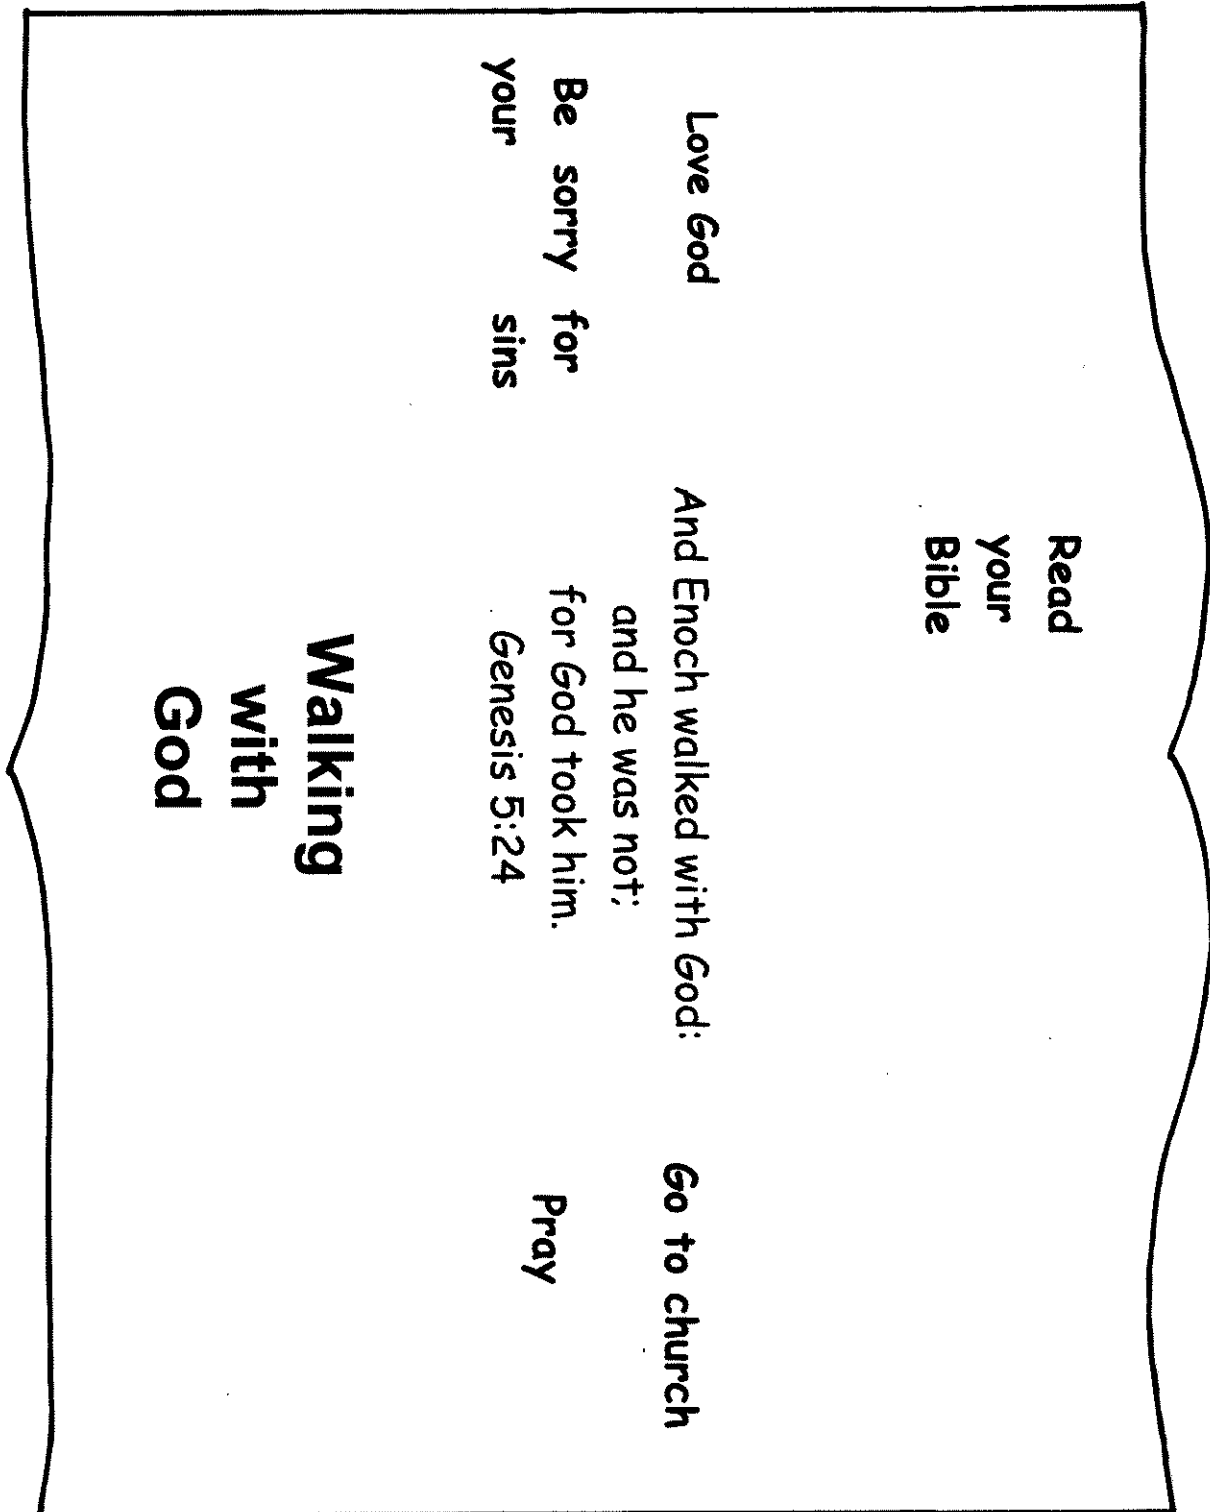 Read
your
Bible
Love God
Be sorry for
your sins
And Enoch walked with God:
and he was not;
for God took him.
Genesis 5:24
Go to church
Pray
Walking
with
God